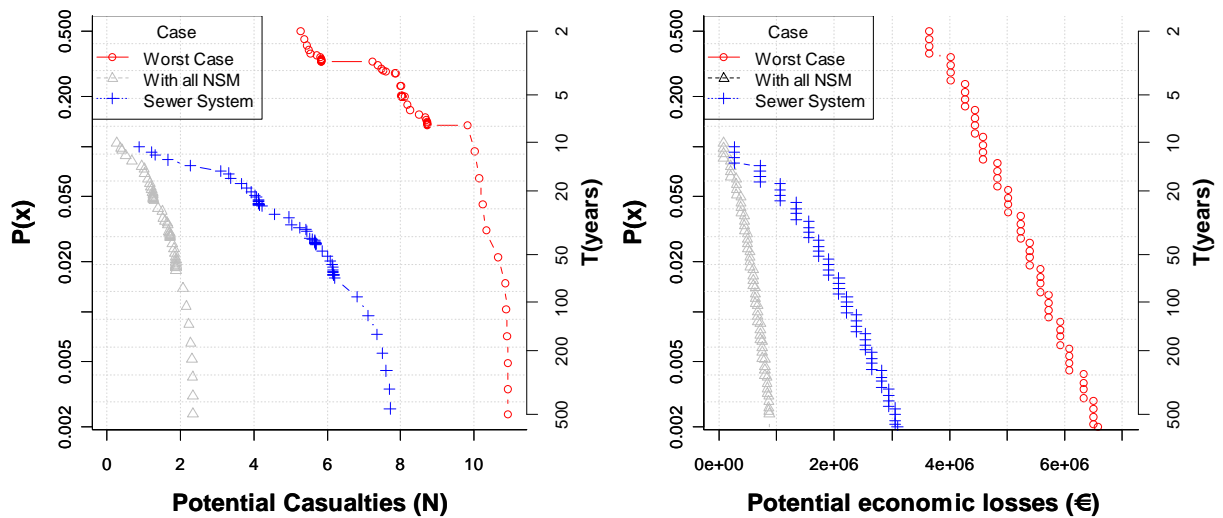 Case
Worst Case
With all NSM
Sewer System
0.500
0.200
0.050
0.020
0.005
0.002
P(x)
2
5
10
20
50
100
200
500
T(years)
0
2
4
6
8
10
Potential Casualties (N)
Case
Worst Case
With all NSM
Sewer System
0.500
0.200
0.050
0.020
0.005
0.002
P(x)
2
5
10
20
50
100
200
500
T(years)
0e+00
2e+06
4e+06
6e+06
Potential economic losses (€)